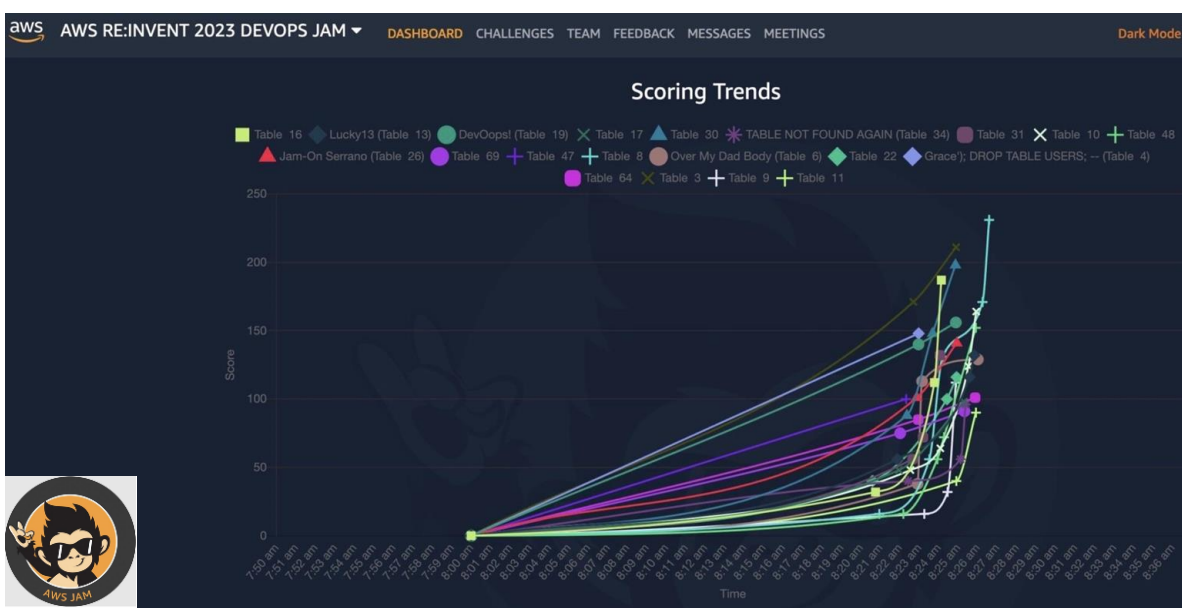 aws AWS RE:INVENT 2023 DEVOPS JAM DASHBOARD CHALLENGES TEAM FEEDBACK MESSAGES MEETINGS Dark Mode
Scoring Trends
Table 16 Lucky13 (Table 13) DevOops! (Table 19) Table 17 Table 30 TABLE NOT FOUND AGAIN (Table 34) Table 31 Table 10 Table 48
Jam-On Serrano (Table 26) Table 69 Table 47 Table 8 Over My Dad Body (Table 6) Table 22 Grace'); DROP TABLE USERS; -- (Table 4)
Table 64 Table 3 Table 9 Table 11
250
200
150
100
50
0
Score
7:50 am 7:51 am 7:52 am 7:53 am 7:54 am 7:55 am 7:56 am 7:57 am 7:58 am 7:59 am 8:00 am 8:01 am 8:02 am 8:03 am 8:04 am 8:05 am 8:06 am 8:07 am 8:08 am 8:09 am 8:10 am 8:11 am 8:12 am 8:13 am 8:14 am 8:15 am 8:16 am 8:17 am 8:18 am 8:19 am 8:20 am 8:21 am 8:22 am 8:23 am 8:24 am 8:25 am 8:26 am 8:27 am 8:28 am 8:29 am 8:30 am 8:31 am 8:32 am 8:33 am 8:34 am 8:35 am 8:36 am
Time
AWS JAM